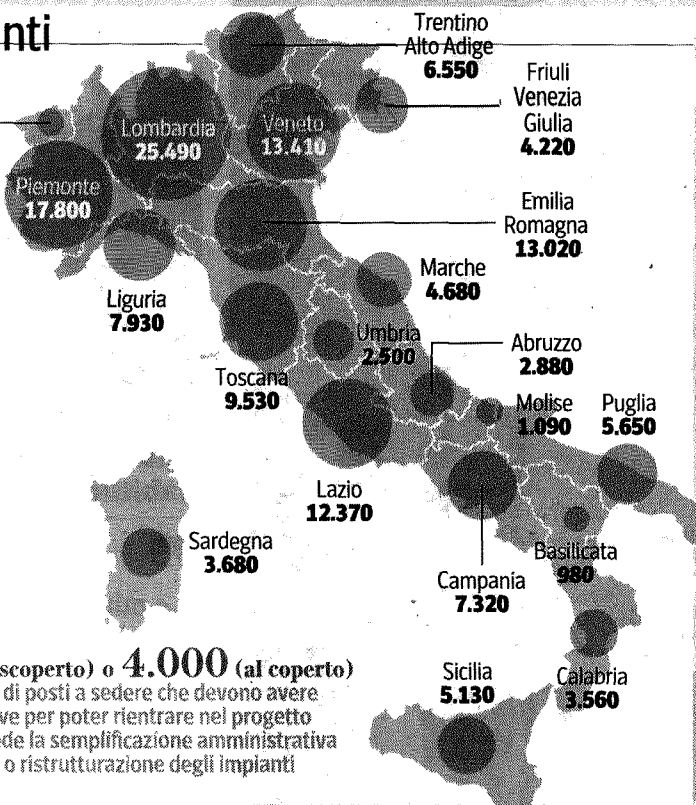 nti
Trentino
Alto Adige
6.550
Friuli
Venezia
Giulia
4.220
Lombardia
25.490
Veneto
13.410
Piemonte
17.800
Emilia
Romagna
13.020
Liguria
7.930
Marche
4.680
Umbria
2.500
Toscana
9.530
Abruzzo
2.880
Molise
1.090
Puglia
5.650
Lazio
12.370
Sardegna
3.680
Campania
7.320
Basilicata
980
Calabria
3.560
Sicilia
5.130
scoperto) o 4.000 (al coperto)
di posti a sedere che devono avere
ve per poter rientrare nel progetto
ede la semplificazione amministrativa
o ristrutturazione degli impianti